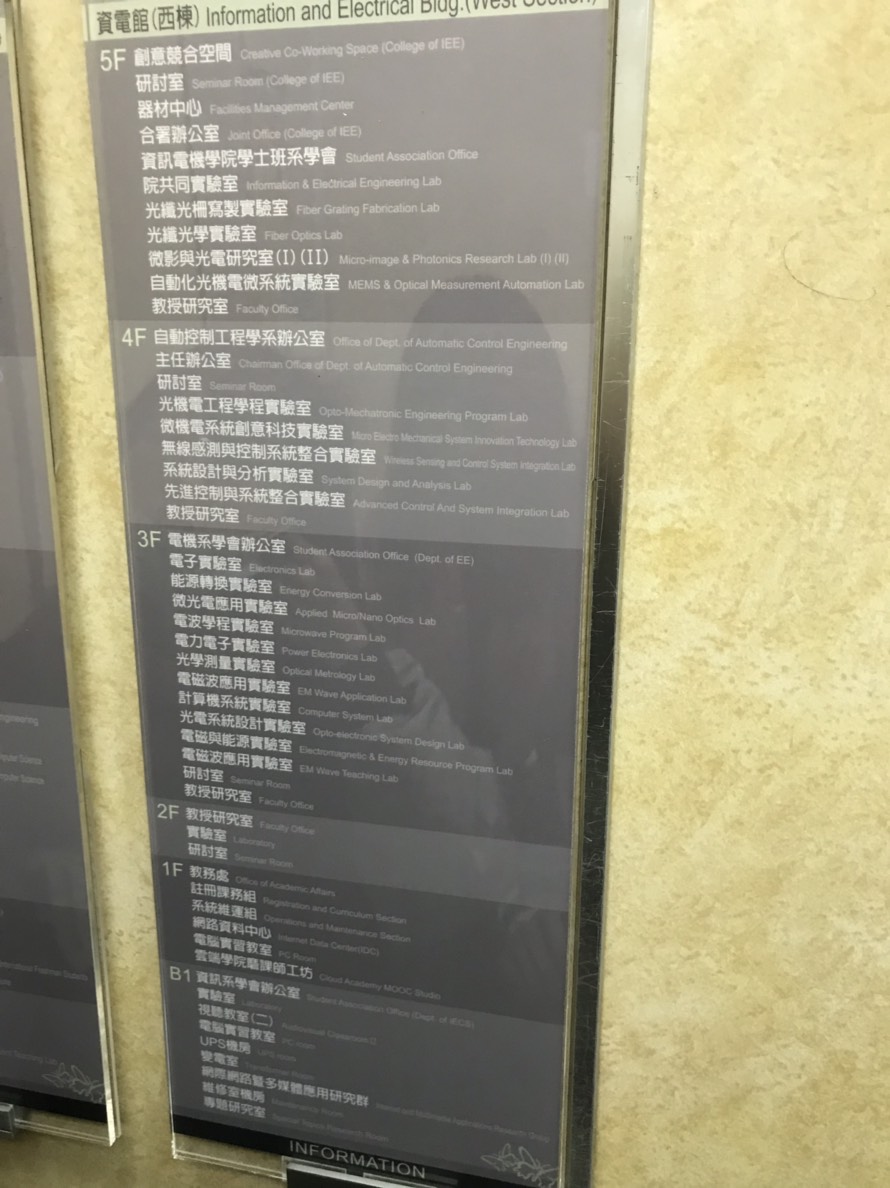 資電館(西棟) Information and Electrical Bldg.(West Section)
5F 創意競合空間 Creative Co-Working Space (College of IEE)
研討室 Seminar Room (College of IEE)
器材中心 Facilities Management Center
合署辦公室 Joint Office (College of IEE)
資訊電機學院學士班系學會 Student Association Office
院共同實驗室 Information & Electrical Engineering Lab
光纖光柵寫製實驗室 Fiber Grating Fabrication Lab
光纖光學實驗室 Fiber Optics Lab
微影與光電研究室(I)(II) Micro-image & Photonics Research Lab (I) (II)
自動化光機電微系統實驗室 MEMS & Optical Measurement Automation Lab
教授研究室 Faculty Office
4F 自動控制工程學系辦公室 Office of Dept. of Automatic Control Engineering
主任辦公室 Chairman Office of Dept. of Automatic Control Engineering
研討室 Seminar Room
光機電工程學程實驗室 Opto-Mechatronic Engineering Program Lab
微機電系統創意科技實驗室 Micro Electro Mechanical System Innovation Technology Lab
無線感測與控制系統整合實驗室 Wireless Sensing and Control System Integration Lab
系統設計與分析實驗室 System Design and Analysis Lab
先進控制與系統整合實驗室 Advanced Control And System Integration Lab
教授研究室 Faculty Office
3F 電機系學會辦公室 Student Association Office (Dept. of EE)
電子實驗室 Electronics Lab
能源轉換實驗室 Energy Conversion Lab
微光電應用實驗室 Applied Micro/Nano Optics Lab
電波學程實驗室 Microwave Program Lab
電力電子實驗室 Power Electronics Lab
光學測量實驗室 Optical Metrology Lab
電磁波應用實驗室 EM Wave Application Lab
計算機系統實驗室 Computer System Lab
光電系統設計實驗室 Opto-electronic System Design Lab
電磁與能源實驗室 Electromagnetic & Energy Resource Program Lab
電磁波應用實驗室 EM Wave Teaching Lab
研討室 Seminar Room
教授研究室 Faculty Office
2F 教授研究室 Faculty Office
實驗室 Laboratory
研討室 Seminar Room
1F 教務處 Office of Academic Affairs
註冊課務組 Registration and Curriculum Section
系統維運組 Operations and Maintenance Section
網路資料中心 Internet Data Center(IDC)
電腦實習教室 PC Room
雲端學院磨課師工坊 Cloud Academy MOOC Studio
B1 資訊系學會辦公室 Student Association Office (Dept. of IECS)
實驗室 Laboratory
視聽教室(二) Audiovisual Classroom
電腦實習教室 PC room
UPS機房 UPS room
變電室
網際網路暨多媒體應用研究群
維修室機房 Maintenance Room
專題研究室
INFORMATION